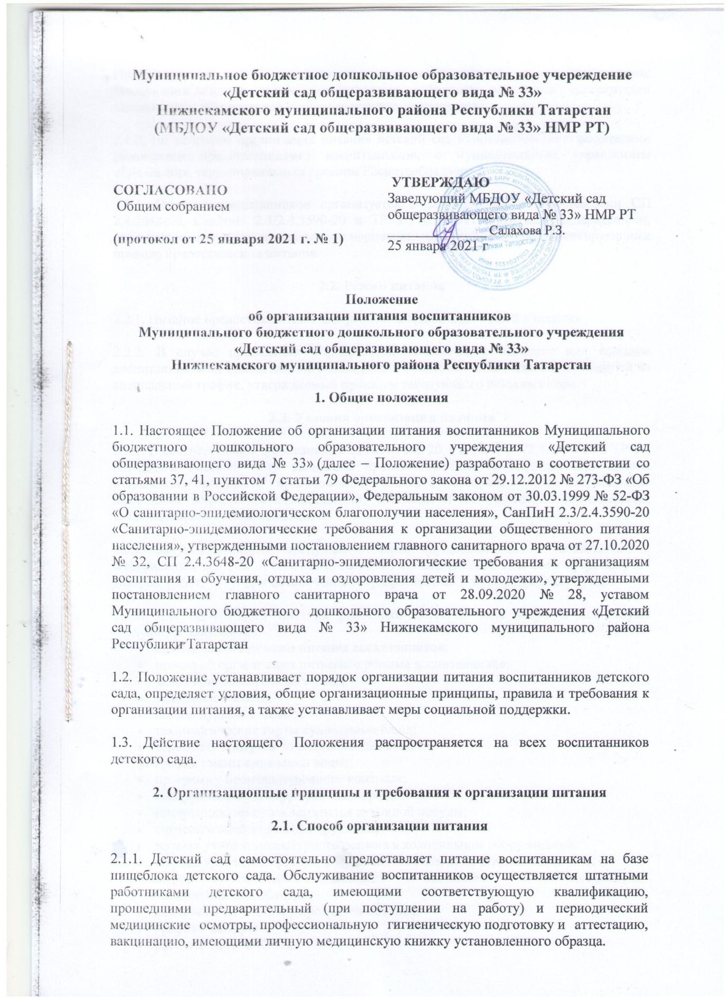 Муниципальное бюджетное дошкольное образовательное учереждение
«Детский сад общеразвивающего вида № 33»
Нижнекамского муниципального района Республики Татарстан
(МБДОУ «Детский сад общеразвивающего вида № 33» НМР РТ)
СОГЛАСОВАНО
Общим собранием
(протокол от 25 января 2021 г. № 1)
УТВЕРЖДАЮ
Заведующий МБДОУ «Детский сад
общеразвивающего вида № 33» НМР РТ
Салахова Р.З.
25 января 2021 г
«Детский сад
общеразвивающего
вида №33»
Нижнекамского
муниципального района
Республики Татарстан
ИНН 1651027903
Положение
об организации питания воспитанников
Муниципального бюджетного дошкольного образовательного учреждения
«Детский сад общеразвивающего вида № 33»
Нижнекамского муниципального района Республики Татарстан
1. Общие положения
1.1. Настоящее Положение об организации питания воспитанников Муниципального
бюджетного дошкольного образовательного учреждения «Детский сад
общеразвивающего вида № 33» (далее – Положение) разработано в соответствии со
статьями 37, 41, пунктом 7 статьи 79 Федерального закона от 29.12.2012 № 273-ФЗ «Об
образовании в Российской Федерации», Федеральным законом от 30.03.1999 № 52-ФЗ
«О санитарно-эпидемиологическом благополучии населения», СанПиН 2.3/2.4.3590-20
«Санитарно-эпидемиологические требования к организации общественного питания
населения», утвержденными постановлением главного санитарного врача от 27.10.2020
№ 32, СП 2.4.3648-20 «Санитарно-эпидемиологические требования к организациям
воспитания и обучения, отдыха и оздоровления детей и молодежи», утвержденными
постановлением главного санитарного врача от 28.09.2020 № 28, уставом
Муниципального бюджетного дошкольного образовательного учреждения «Детский
сад общеразвивающего вида № 33» Нижнекамского муниципального района
Республики Татарстан
1.2. Положение устанавливает порядок организации питания воспитанников детского
сада, определяет условия, общие организационные принципы, правила и требования к
организации питания, а также устанавливает меры социальной поддержки.
1.3. Действие настоящего Положения распространяется на всех воспитанников
детского сада.
2. Организационные принципы и требования к организации питания
2.1. Способ организации питания
2.1.1. Детский сад самостоятельно предоставляет питание воспитанникам на базе
пищеблока детского сада. Обслуживание воспитанников осуществляется штатными
работниками детского сада, имеющими соответствующую квалификацию,
прошедшими предварительный (при поступлении на работу) и периодический
медицинские осмотры, профессиональную гигиеническую подготовку и аттестацию,
вакцинацию, имеющими личную медицинскую книжку установленного образца.